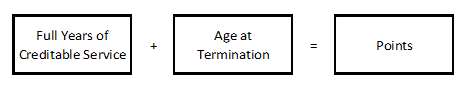 Full Years of
Creditable Service
+
Age at
Termination
=
Points